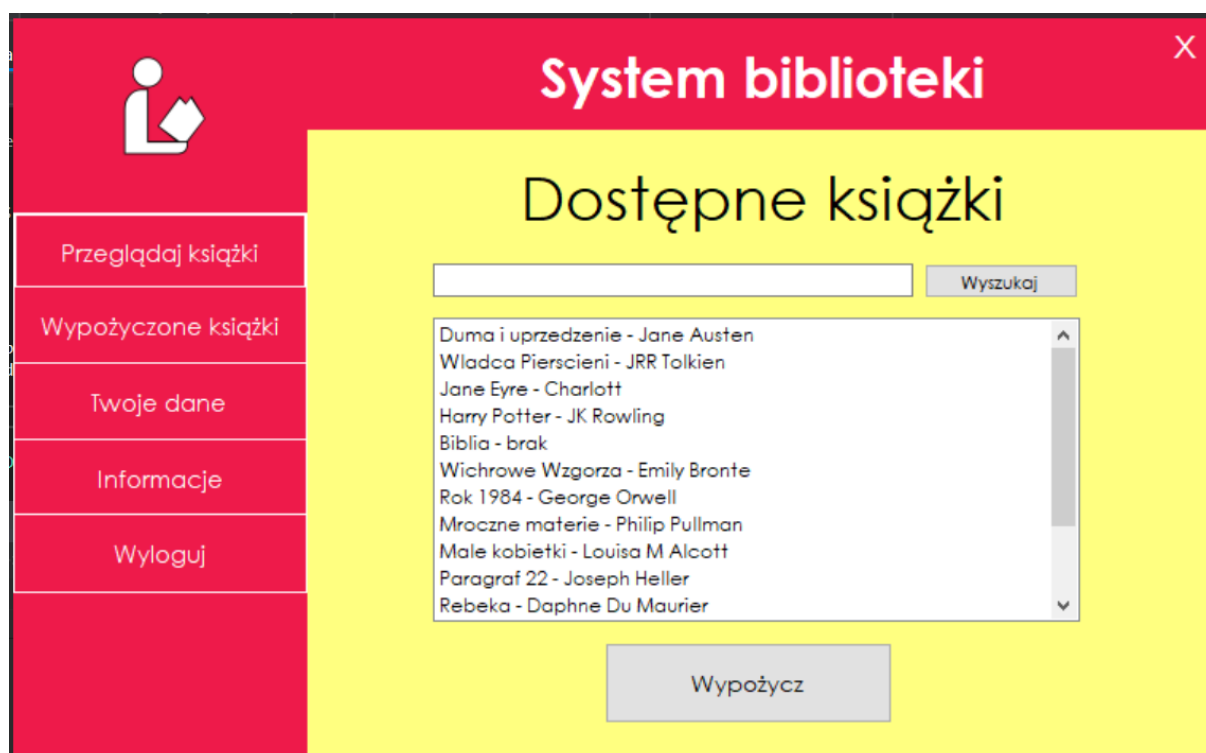 System biblioteki
X
Przeglądaj książki
Wypożyczone książki
Twoje dane
Informacje
Wyloguj
Dostępne książki
Wyszukaj
Duma i uprzedzenie - Jane Austen
Wladca Pierscieni - JRR Tolkien
Jane Eyre - Charlott
Harry Potter - JK Rowling
Biblia - brak
Wichrowe Wzgorza - Emily Bronte
Rok 1984 - George Orwell
Mroczne materie - Philip Pullman
Male kobietki - Louisa M Alcott
Paragraf 22 - Joseph Heller
Rebeka - Daphne Du Maurier
Wypożycz